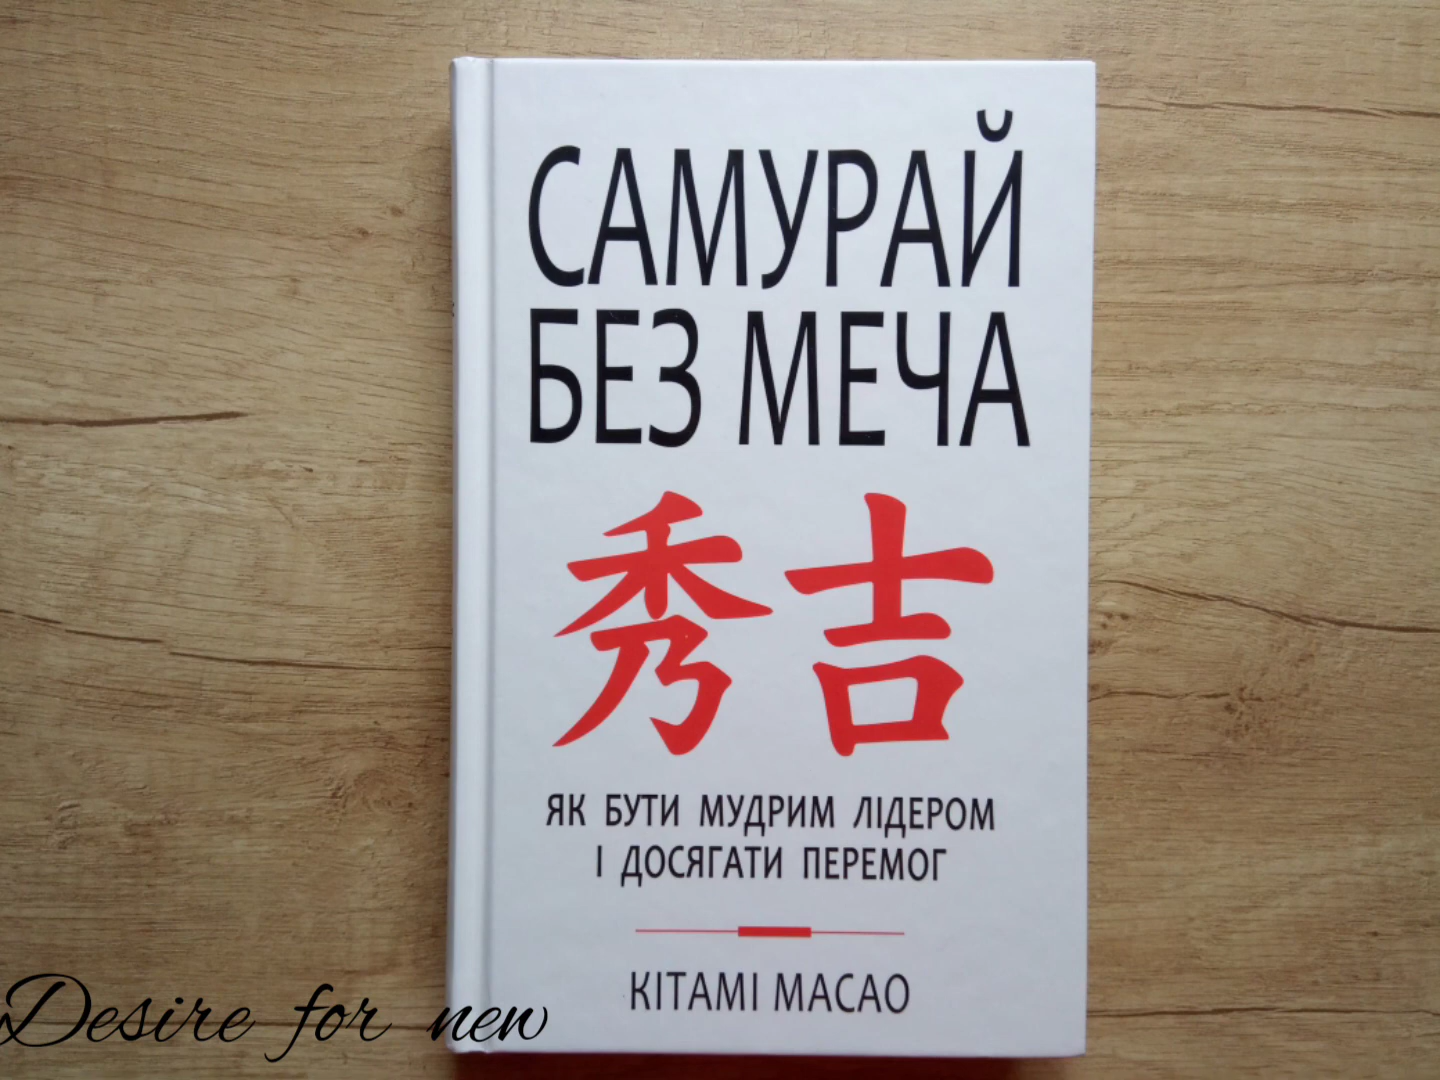 САМУРАЙ
БЕЗ МЕЧА
秀吉
ЯК БУТИ МУДРИМ ЛІДЕРОМ
І ДОСЯГАТИ ПЕРЕМОГ
КІТАМІ МАСАО
Desire for new